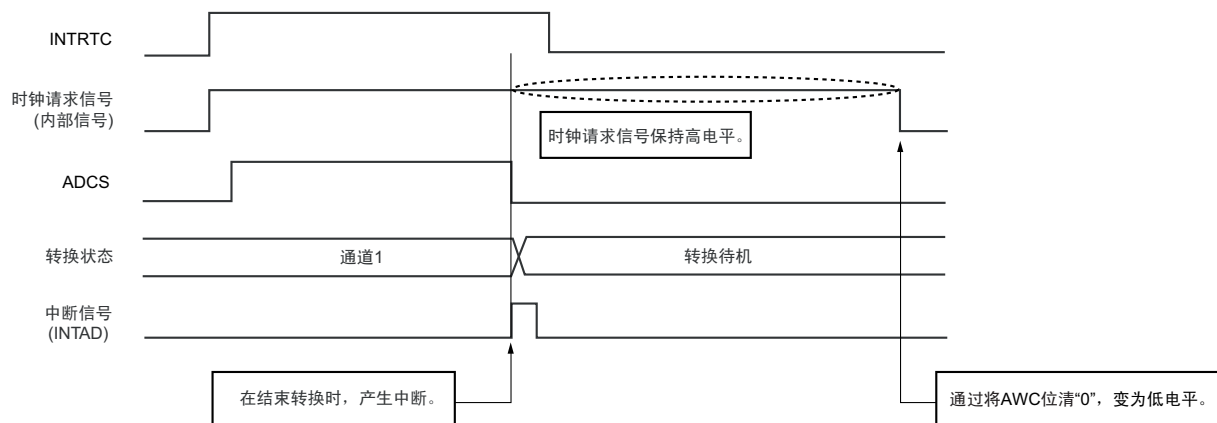 INTRTC
时钟请求信号
(内部信号)
时钟请求信号保持高电平。
ADCS
转换状态
通道1
转换待机
中断信号
(INTAD)
在结束转换时，产生中断。
通过将AWC位清“0”，变为低电平。